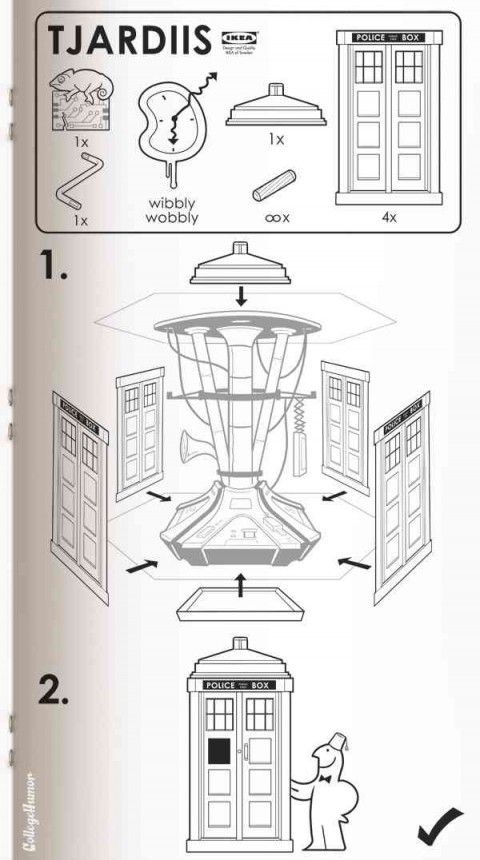 TJARDIIS
IKEA
Design and Quality
IKEA of Sweden
POLICE BOX
1x
1x
1x
wibbly
wobbly
∞x
4x
1.
POLICE BOX
POLICE BOX
2.
POLICE BOX
CollegeHumor